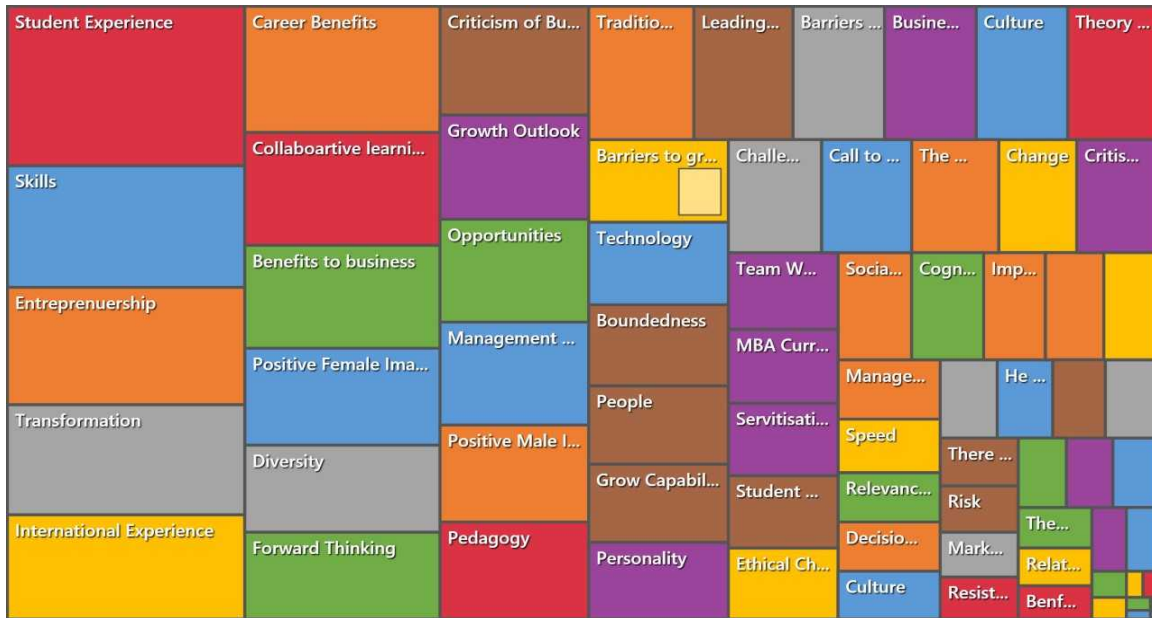 Student Experience
Skills
Entreprenuership
Transformation
International Experience
Career Benefits
Collaboartive learni...
Benefits to business
Positive Female Ima...
Diversity
Forward Thinking
Criticism of Bu...
Growth Outlook
Opportunities
Management ...
Positive Male I...
Pedagogy
Traditio...
Leading...
Barriers ...
Busine...
Culture
Theory ...
Barriers to gr...
Technology
Boundedness
People
Grow Capabil...
Personality
Challe...
Call to ...
The ...
Change
Critis...
Team W...
MBA Curr...
Servitisati...
Student ...
Ethical Ch...
Socia...
Cogn...
Imp...
Manage...
Speed
Relevanc...
Decisio...
Culture
He ...
There ...
Risk
Mark...
Resist...
The...
Relat...
Benf...